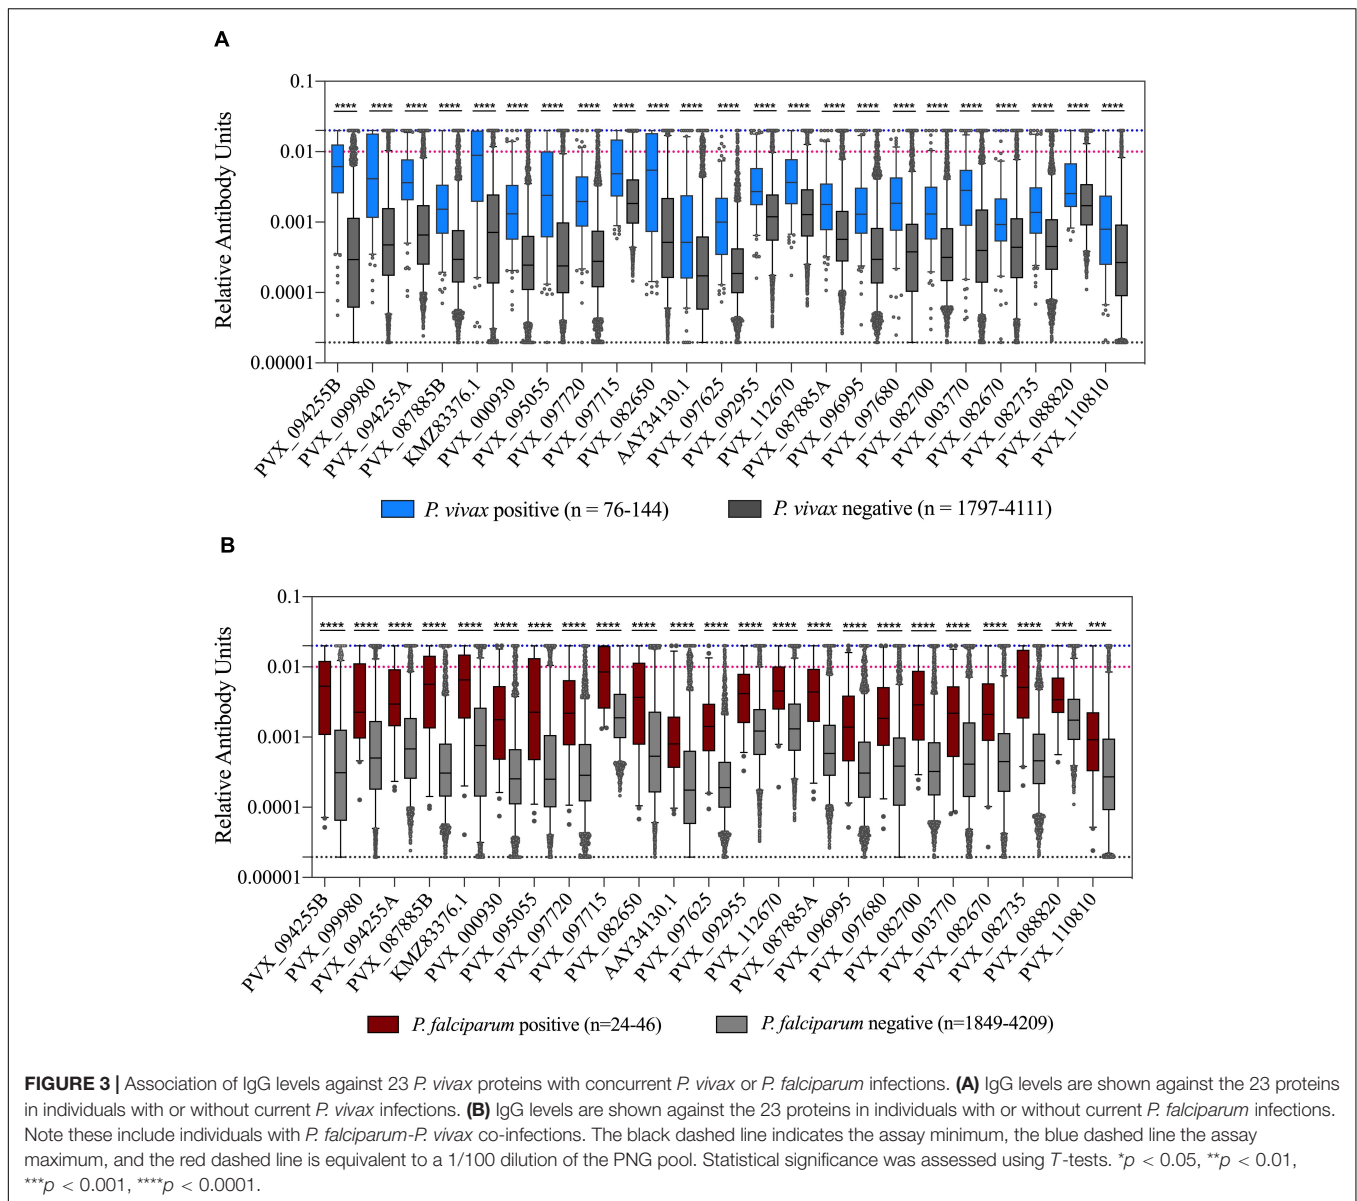 A
Relative Antibody Units
0.1
0.01
0.001
0.0001
0.00001
**** **** **** **** **** **** **** **** **** **** **** **** **** **** **** **** **** **** **** **** **** **** ****
PVX_094255B
PVX_099980
PVX_094255A
PVX_087885B
KMZ83376.1
PVX_000930
PVX_095055
PVX_097720
PVX_097715
PVX_082650
AAY34130.1
PVX_097625
PVX_092955
PVX_112670
PVX_087885A
PVX_096995
PVX_097680
PVX_082700
PVX_003770
PVX_082670
PVX_082735
PVX_088820
PVX_110810
P. vivax positive (n = 76-144) P. vivax negative (n = 1797-4111)
B
Relative Antibody Units
0.1
0.01
0.001
0.0001
0.00001
**** **** **** **** **** **** **** **** **** **** **** **** **** **** **** **** **** **** **** **** **** *** ***
PVX_094255B
PVX_099980
PVX_094255A
PVX_087885B
KMZ83376.1
PVX_000930
PVX_095055
PVX_097720
PVX_097715
PVX_082650
AAY34130.1
PVX_097625
PVX_092955
PVX_112670
PVX_087885A
PVX_096995
PVX_097680
PVX_082700
PVX_003770
PVX_082670
PVX_082735
PVX_088820
PVX_110810
P. falciparum positive (n=24-46) P. falciparum negative (n=1849-4209)
FIGURE 3 | Association of IgG levels against 23 P. vivax proteins with concurrent P. vivax or P. falciparum infections. (A) IgG levels are shown against the 23 proteins
in individuals with or without current P. vivax infections. (B) IgG levels are shown against the 23 proteins in individuals with or without current P. falciparum infections.
Note these include individuals with P. falciparum-P. vivax co-infections. The black dashed line indicates the assay minimum, the blue dashed line the assay
maximum, and the red dashed line is equivalent to a 1/100 dilution of the PNG pool. Statistical significance was assessed using T-tests. *p < 0.05, **p < 0.01,
***p < 0.001, ****p < 0.0001.